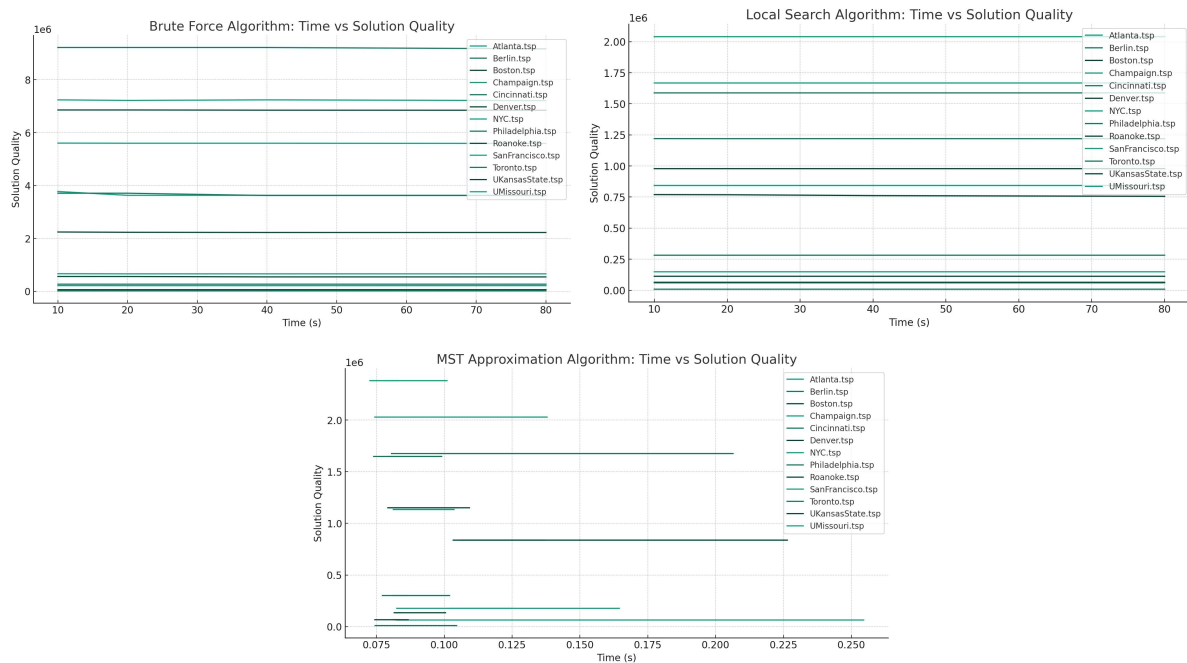 Brute Force Algorithm: Time vs Solution Quality
1e6
8
6
4
2
0
Solution Quality
10
20
30
40
50
60
70
80
Time (s)
Atlanta.tsp
Berlin.tsp
Boston.tsp
Champaign.tsp
Cincinnati.tsp
Denver.tsp
NYC.tsp
Philadelphia.tsp
Roanoke.tsp
SanFrancisco.tsp
Toronto.tsp
UKansasState.tsp
UMissouri.tsp
Local Search Algorithm: Time vs Solution Quality
1e6
2.00
1.75
1.50
1.25
1.00
0.75
0.50
0.25
0.00
Solution Quality
10
20
30
40
50
60
70
80
Time (s)
Atlanta.tsp
Berlin.tsp
Boston.tsp
Champaign.tsp
Cincinnati.tsp
Denver.tsp
NYC.tsp
Philadelphia.tsp
Roanoke.tsp
SanFrancisco.tsp
Toronto.tsp
UKansasState.tsp
UMissouri.tsp
MST Approximation Algorithm: Time vs Solution Quality
1e6
2.0
1.5
1.0
0.5
0.0
Solution Quality
0.075
0.100
0.125
0.150
0.175
0.200
0.225
0.250
Time (s)
Atlanta.tsp
Berlin.tsp
Boston.tsp
Champaign.tsp
Cincinnati.tsp
Denver.tsp
NYC.tsp
Philadelphia.tsp
Roanoke.tsp
SanFrancisco.tsp
Toronto.tsp
UKansasState.tsp
UMissouri.tsp